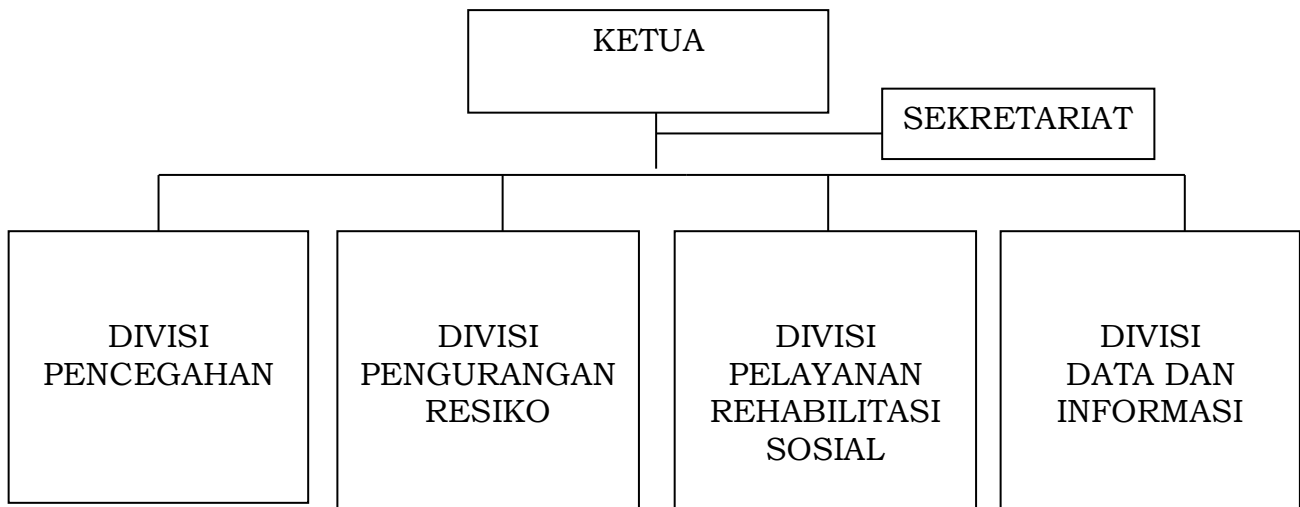 KETUA
SEKRETARIAT
DIVISI
PENCEGAHAN
DIVISI
PENGURANGAN
RESIKO
DIVISI
PELAYANAN
REHABILITASI
SOSIAL
DIVISI
DATA DAN
INFORMASI